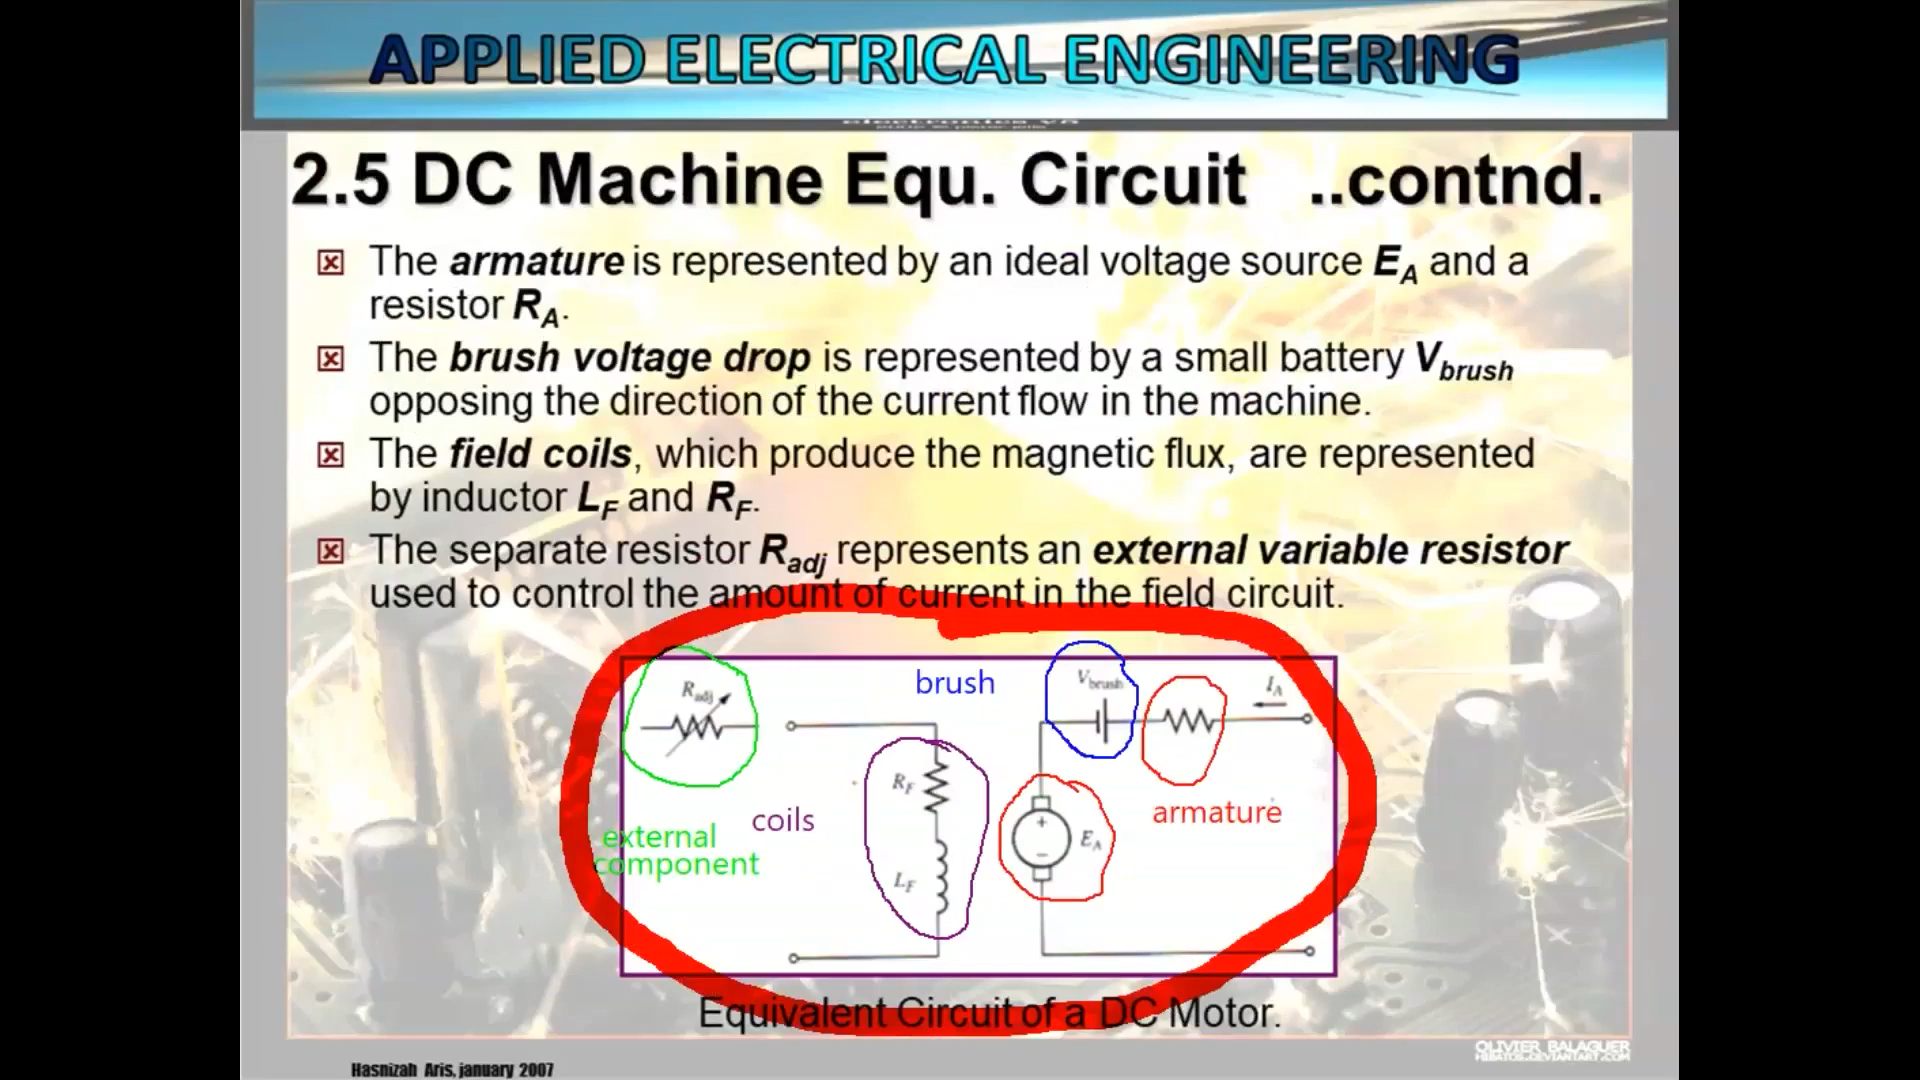 APPLIED ELECTRICAL ENGINEERING
2.5 DC Machine Equ. Circuit ..contnd.
The armature is represented by an ideal voltage source EA and a
resistor RA.
The brush voltage drop is represented by a small battery Vbrush
opposing the direction of the current flow in the machine.
The field coils, which produce the magnetic flux, are represented
by inductor LF and RF.
The separate resistor Radj represents an external variable resistor
used to control the amount of current in the field circuit.
Radj
brush
Vbrush
IA
RF
coils
external
component
LF
+
−
EA
armature
Equivalent Circuit of a DC Motor.
Hasnizah Aris, january 2007
OLIVIER BALAGUER